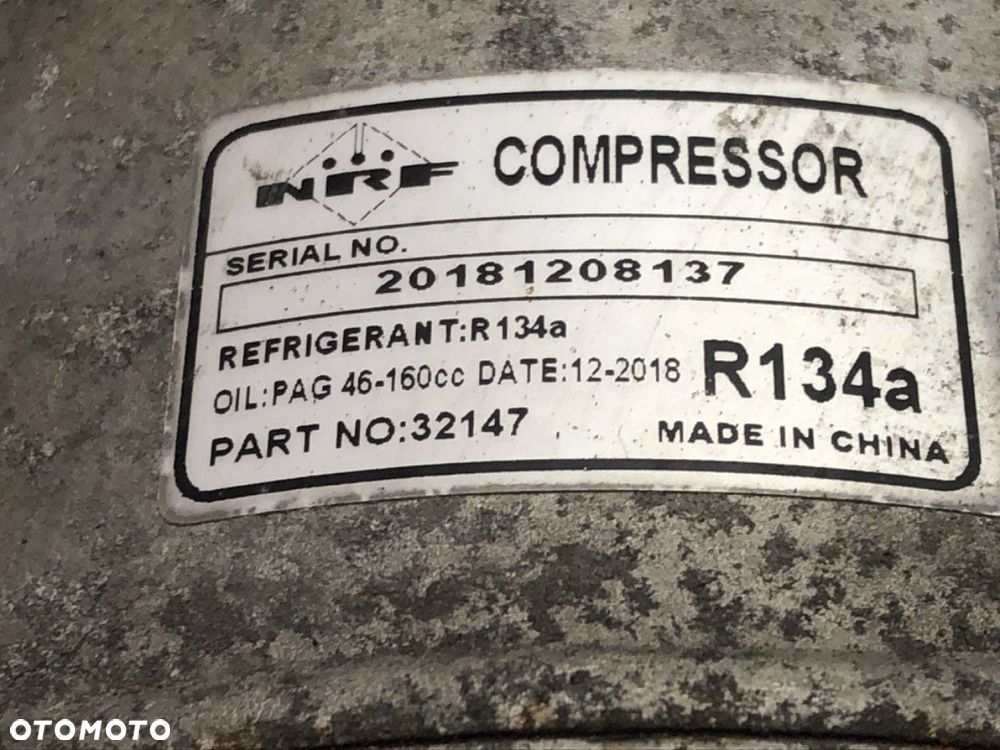 NRF COMPRESSOR
SERIAL NO.
20181208137
REFRIGERANT:R134a
OIL:PAG 46-160cc DATE:12-2018 R134a
PART NO:32147 MADE IN CHINA
OTOMOTO